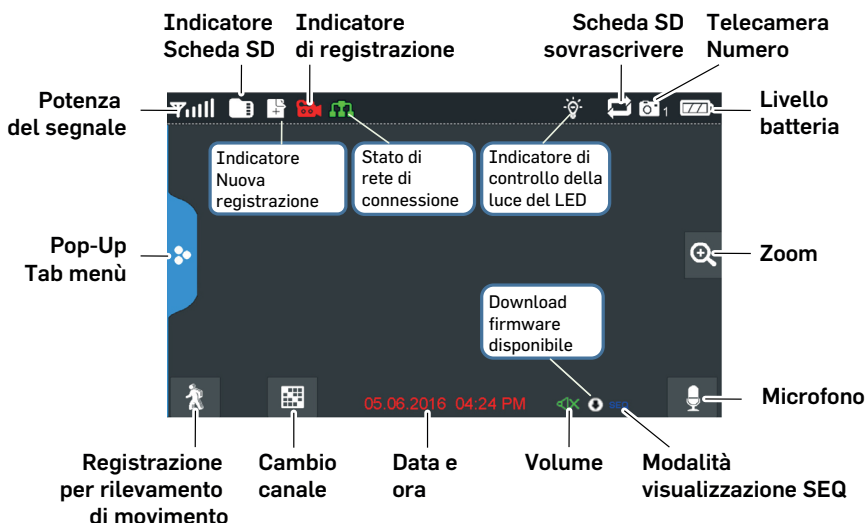 Indicatore
Scheda SD
Indicatore
di registrazione
Scheda SD
sovrascrivere
Telecamera
Numero
Potenza
del segnale
1
Livello
batteria
Indicatore
Nuova
registrazione
Stato di
rete di
connessione
Indicatore di
controllo della
luce del LED
Pop-Up
Tab menù
Zoom
Download
firmware
disponibile
05.06.2016 04:24 PM
SEQ
Microfono
Registrazione
per rilevamento
di movimento
Cambio
canale
Data e
ora
Volume
Modalità
visualizzazione SEQ